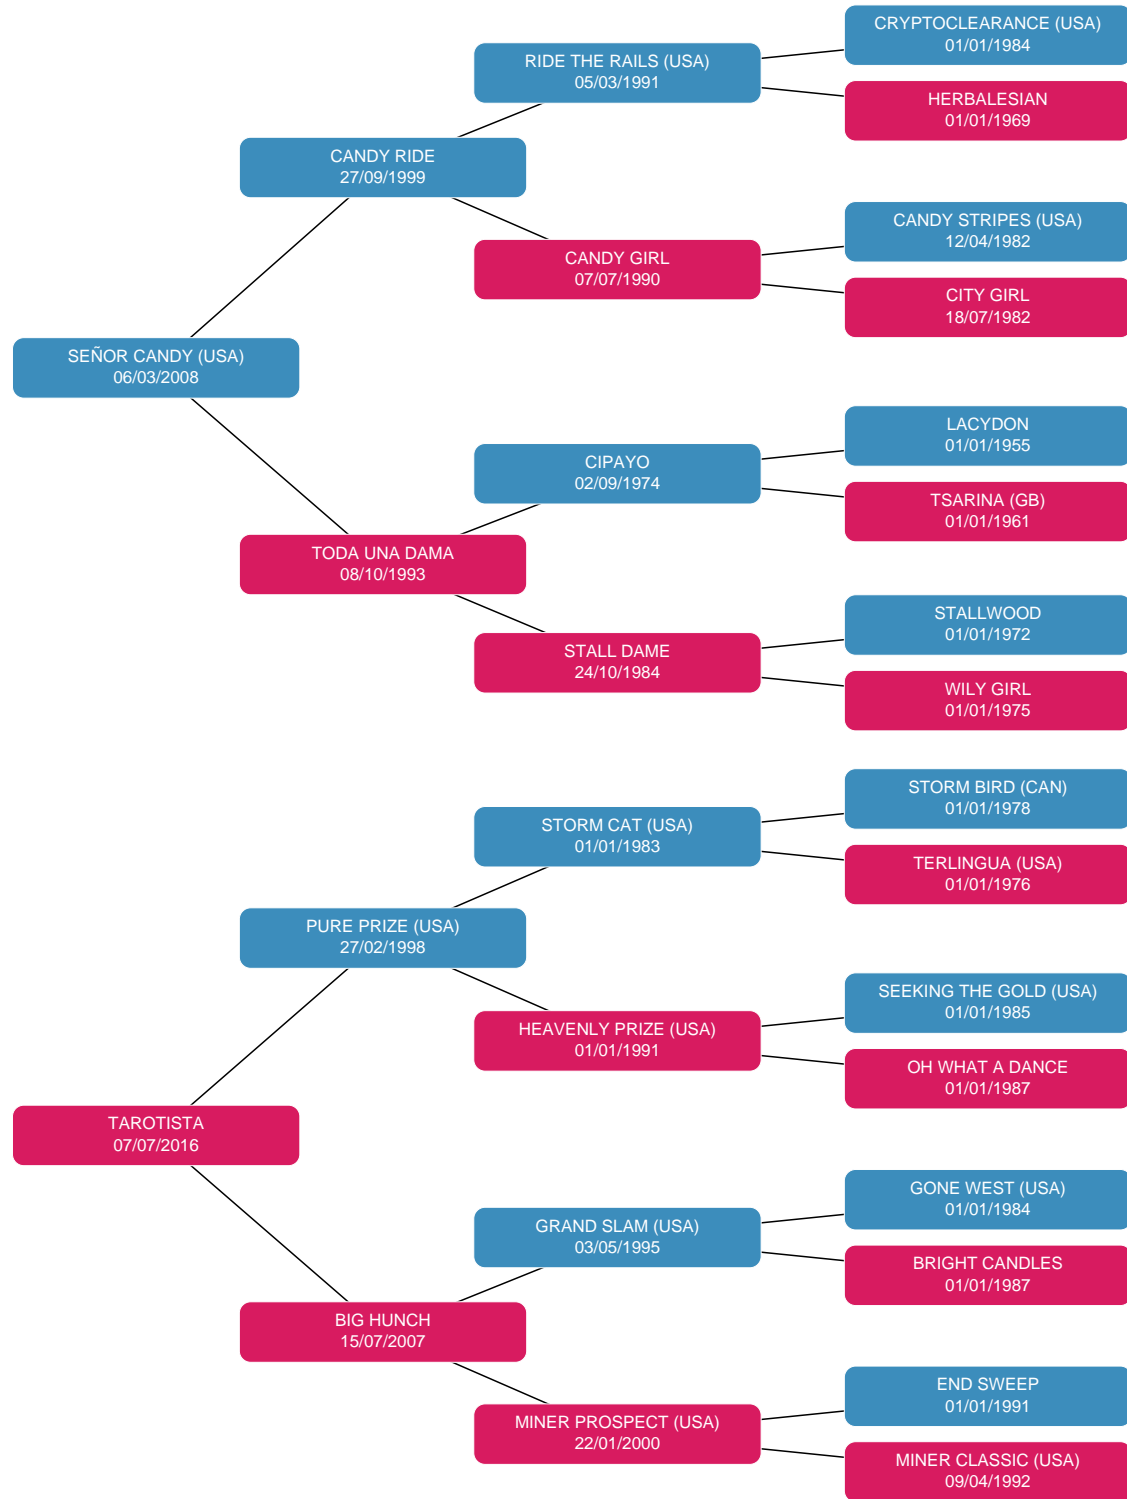 CRYPTOCLEARANCE (USA)
01/01/1984
RIDE THE RAILS (USA)
05/03/1991
HERBALESIAN
01/01/1969
CANDY RIDE
27/09/1999
CANDY STRIPES (USA)
12/04/1982
CANDY GIRL
07/07/1990
CITY GIRL
18/07/1982
SEÑOR CANDY (USA)
06/03/2008
LACYDON
01/01/1955
CIPAYO
02/09/1974
TSARINA (GB)
01/01/1961
TODA UNA DAMA
08/10/1993
STALLWOOD
01/01/1972
STALL DAME
24/10/1984
WILY GIRL
01/01/1975
STORM BIRD (CAN)
01/01/1978
STORM CAT (USA)
01/01/1983
TERLINGUA (USA)
01/01/1976
PURE PRIZE (USA)
27/02/1998
SEEKING THE GOLD (USA)
01/01/1985
HEAVENLY PRIZE (USA)
01/01/1991
OH WHAT A DANCE
01/01/1987
TAROTISTA
07/07/2016
GONE WEST (USA)
01/01/1984
GRAND SLAM (USA)
03/05/1995
BRIGHT CANDLES
01/01/1987
BIG HUNCH
15/07/2007
END SWEEP
01/01/1991
MINER PROSPECT (USA)
22/01/2000
MINER CLASSIC (USA)
09/04/1992